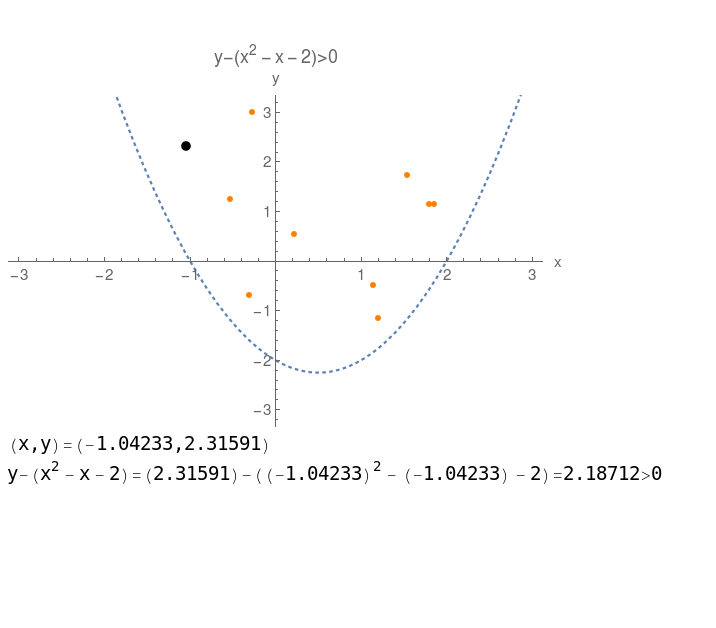 y−(x² − x − 2)>0
y
3
2
1
−3 −2 −1 1 2 3 x
−1
−2
−3
(x,y)=(−1.04233,2.31591)
y−(x² − x − 2)=(2.31591)−((−1.04233)² − (−1.04233) − 2)=2.18712>0